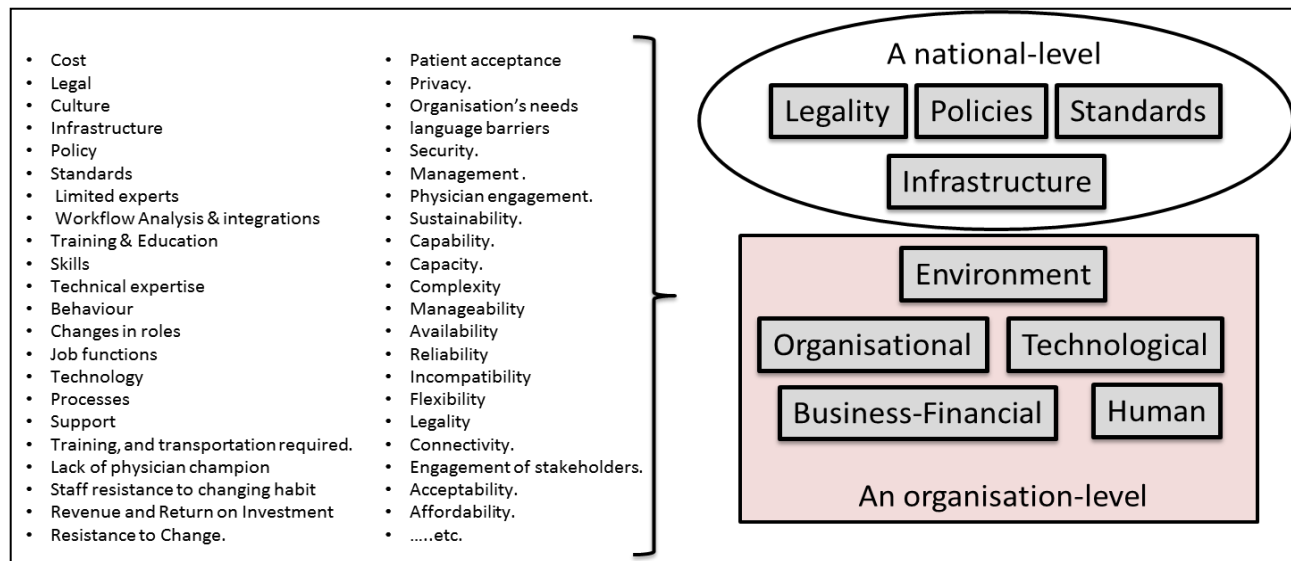 • Cost
• Legal
• Culture
• Infrastructure
• Policy
• Standards
• Limited experts
• Workflow Analysis & integrations
• Training & Education
• Skills
• Technical expertise
• Behaviour
• Changes in roles
• Job functions
• Technology
• Processes
• Support
• Training, and transportation required.
• Lack of physician champion
• Staff resistance to changing habit
• Revenue and Return on Investment
• Resistance to Change.
• Patient acceptance
• Privacy.
• Organisation's needs
• language barriers
• Security.
• Management .
• Physician engagement.
• Sustainability.
• Capability.
• Capacity.
• Complexity
• Manageability
• Availability
• Reliability
• Incompatibility
• Flexibility
• Legality
• Connectivity.
• Engagement of stakeholders.
• Acceptability.
• Affordability.
• …..etc.
A national-level
Legality Policies Standards
Infrastructure
Environment
Organisational Technological
Business-Financial Human
An organisation-level